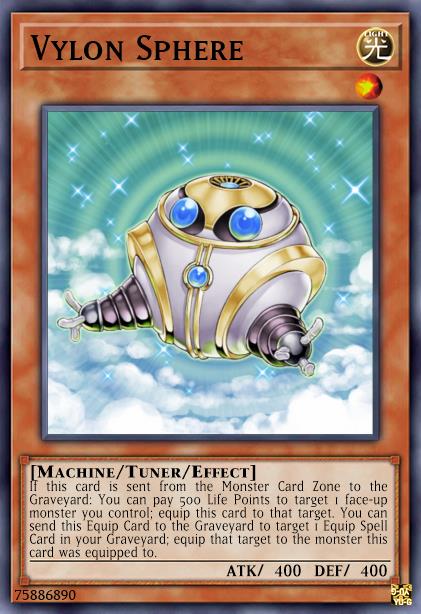 VYLON SPHERE
LIGHT
光
[MACHINE/TUNER/EFFECT]
If this card is sent from the Monster Card Zone to the
Graveyard: You can pay 500 Life Points to target 1 face-up
monster you control; equip this card to that target. You can
send this Equip Card to the Graveyard to target 1 Equip Spell
Card in your Graveyard; equip that target to the monster this
card was equipped to.
ATK/ 400 DEF/ 400
75886890